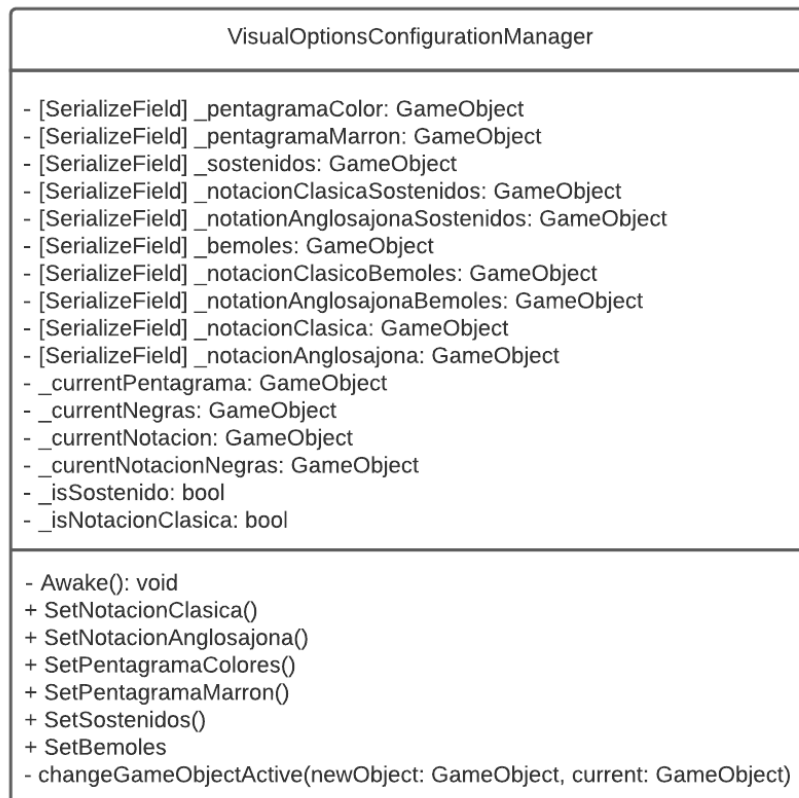 VisualOptionsConfigurationManager
- [SerializeField] _pentagramaColor: GameObject
- [SerializeField] _pentagramaMarron: GameObject
- [SerializeField] _sostenidos: GameObject
- [SerializeField] _notacionClasicaSostenidos: GameObject
- [SerializeField] _notationAnglosajonaSostenidos: GameObject
- [SerializeField] _bemoles: GameObject
- [SerializeField] _notacionClasicoBemoles: GameObject
- [SerializeField] _notationAnglosajonaBemoles: GameObject
- [SerializeField] _notacionClasica: GameObject
- [SerializeField] _notacionAnglosajona: GameObject
- _currentPentagrama: GameObject
- _currentNegras: GameObject
- _currentNotacion: GameObject
- _curentNotacionNegras: GameObject
- _isSostenido: bool
- _isNotacionClasica: bool
- Awake(): void
+ SetNotacionClasica()
+ SetNotacionAnglosajona()
+ SetPentagramaColores()
+ SetPentagramaMarron()
+ SetSostenidos()
+ SetBemoles
- changeGameObjectActive(newObject: GameObject, current: GameObject)